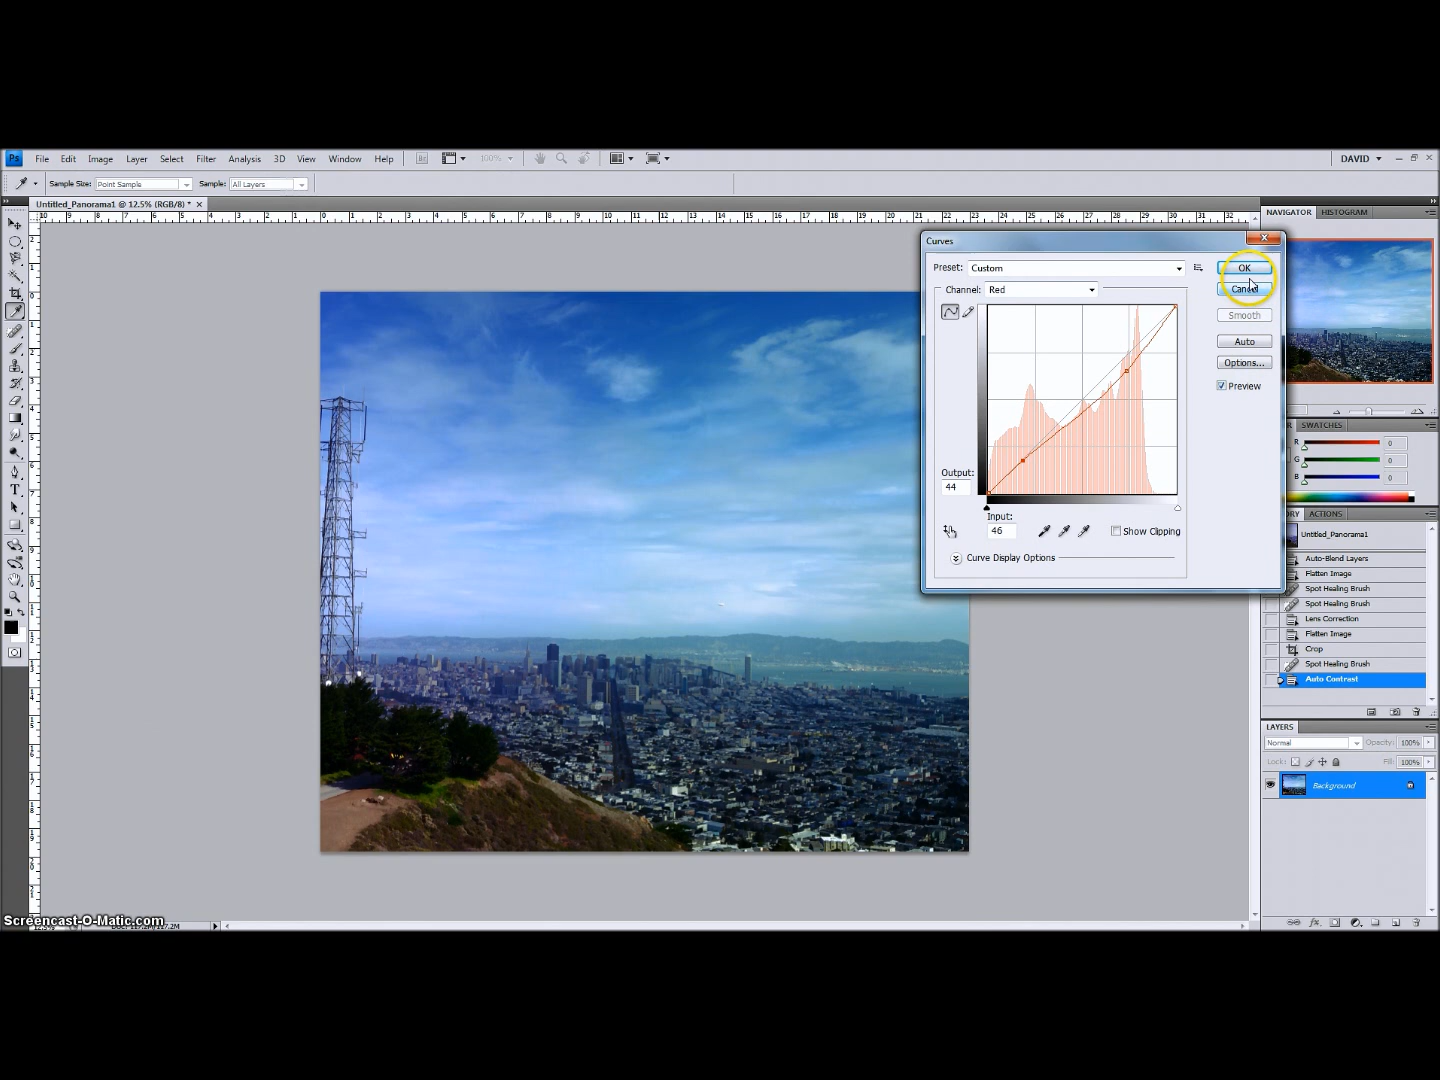 Ps File Edit Image Layer Select Filter Analysis 3D View Window Help Br 100% DAVID
Sample Size: Point Sample Sample: All Layers
Untitled_Panorama1 @ 12.5% (RGB/8) * ×
NAVIGATOR HISTOGRAM
Curves
Preset: Custom
OK
Channel: Red
Cancel
Smooth
Auto
Options...
Preview
Output:
44
Input:
46
Show Clipping
Curve Display Options
SWATCHES
R 0
G 0
B 0
ORY ACTIONS
Untitled_Panorama1
Auto-Blend Layers
Flatten Image
Spot Healing Brush
Spot Healing Brush
Lens Correction
Flatten Image
Crop
Spot Healing Brush
Auto Contrast
LAYERS
Normal Opacity: 100%
Lock: Fill: 100%
Background
Screencast-O-Matic.com